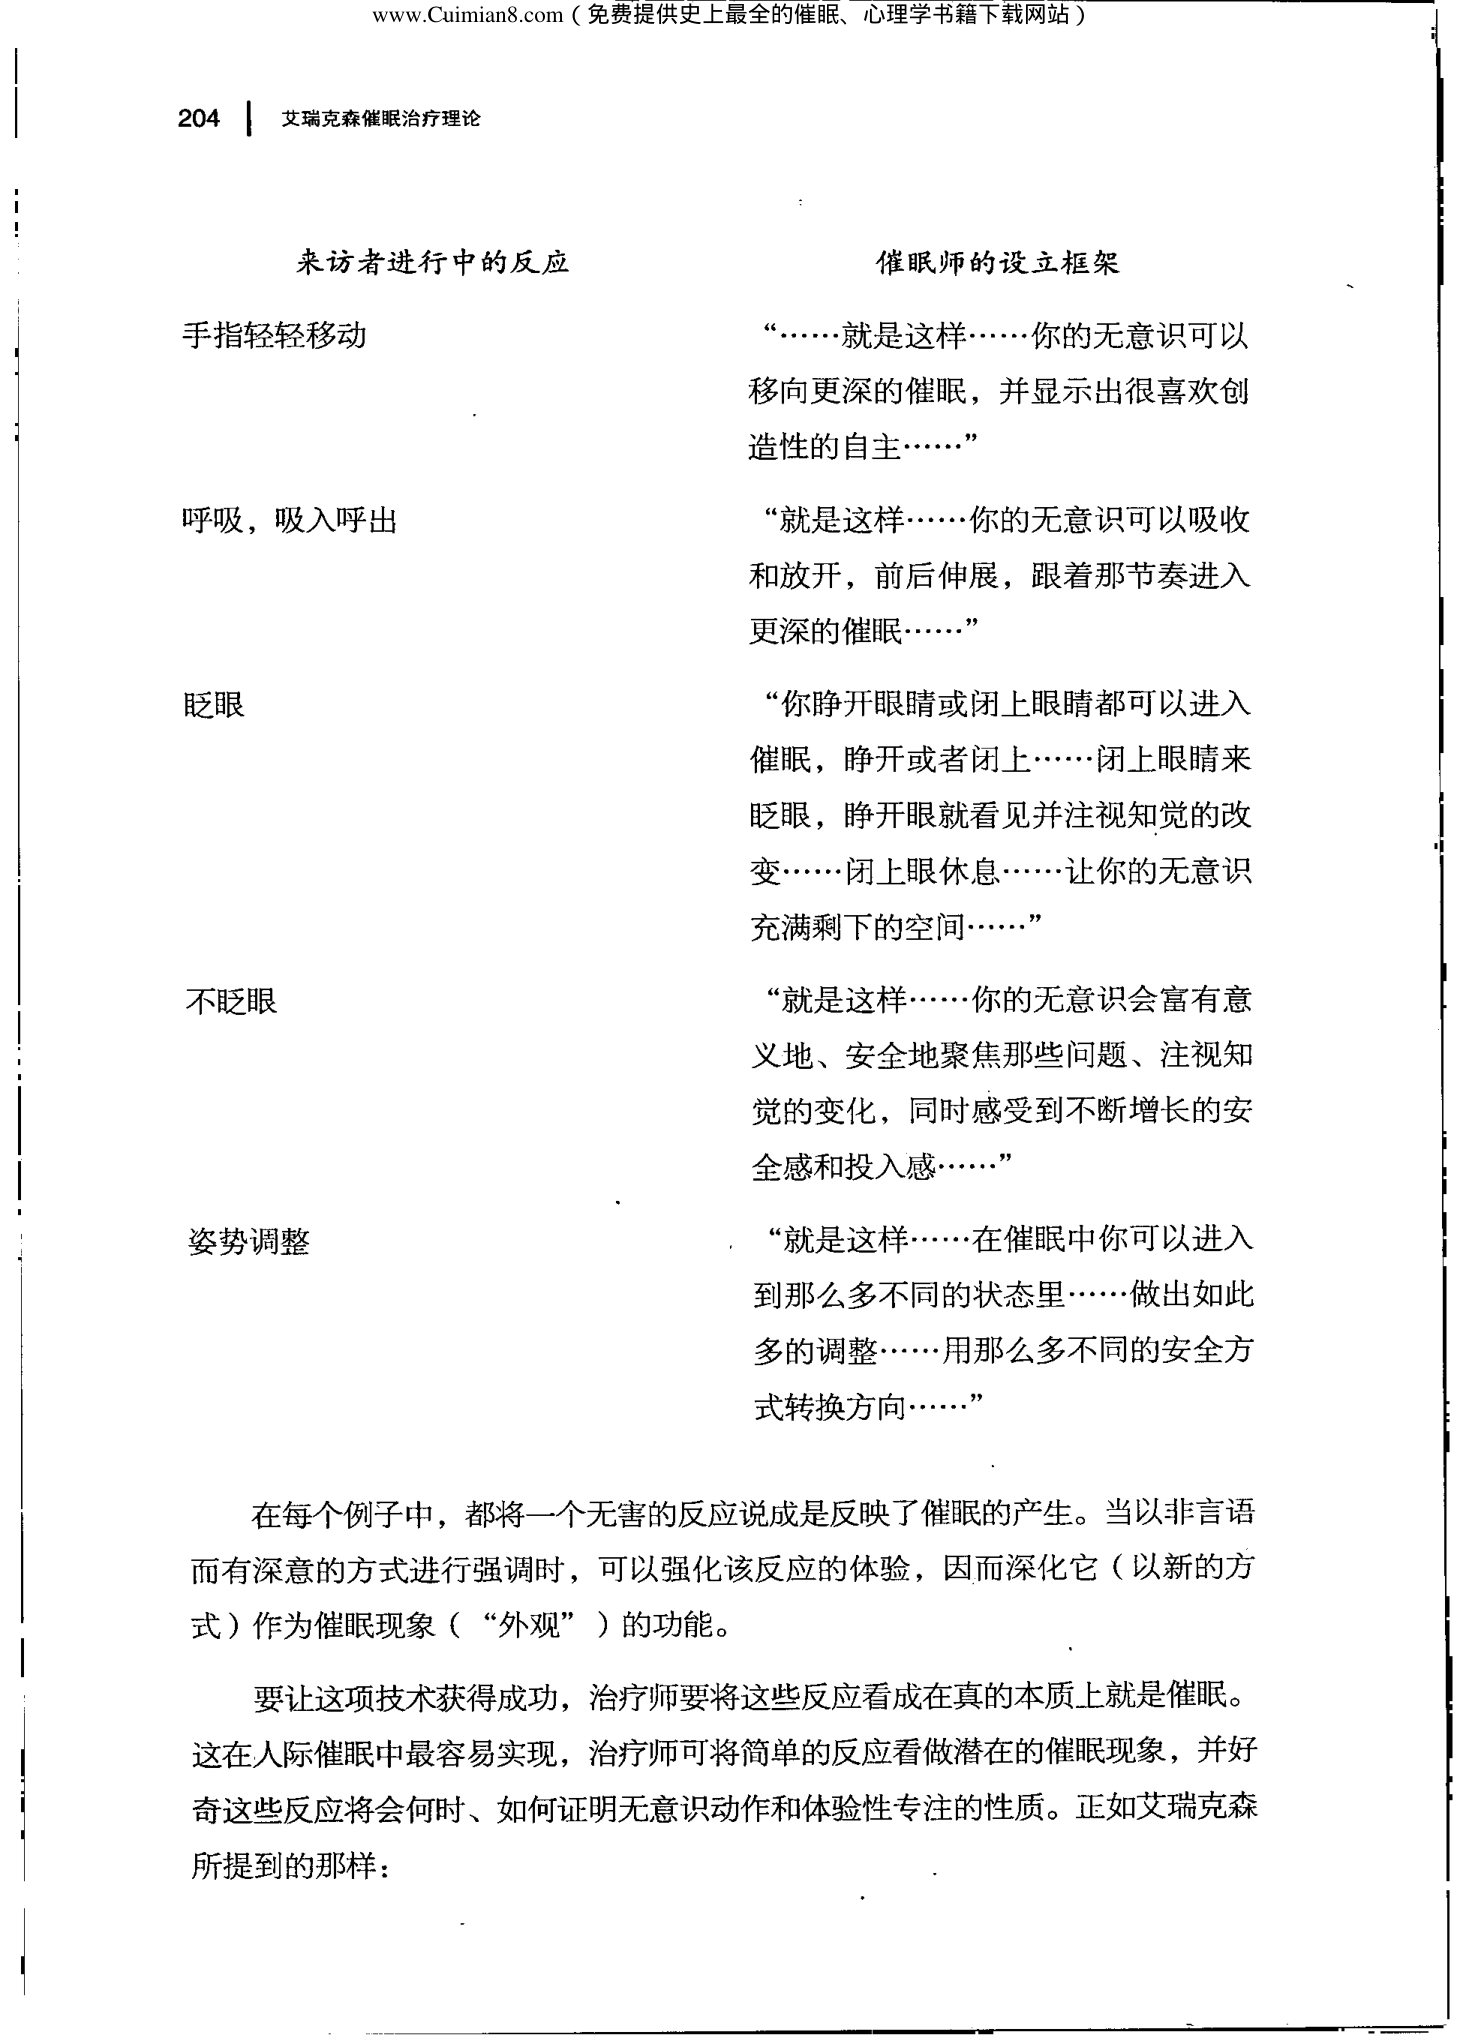 www.Cuimian8.com（免费提供史上最全的催眠、心理学书籍下载网站）
204 艾瑞克森催眠治疗理论
来访者进行中的反应 催眠师的设立框架
手指轻轻移动 “……就是这样……你的无意识可以
移向更深的催眠，并显示出很喜欢创
造性的自主……”
呼吸，吸入呼出 “就是这样……你的无意识可以吸收
和放开，前后伸展，跟着那节奏进入
更深的催眠……”
眨眼 “你睁开眼睛或闭上眼睛都可以进入
催眠，睁开或者闭上……闭上眼睛来
眨眼，睁开眼就看见并注视知觉的改
变……闭上眼休息……让你的无意识
充满剩下的空间……”
不眨眼 “就是这样……你的无意识会富有意
义地、安全地聚焦那些问题、注视知
觉的变化，同时感受到不断增长的安
全感和投入感……”
姿势调整 “就是这样……在催眠中你可以进入
到那么多不同的状态里……做出如此
多的调整……用那么多不同的安全方
式转换方向……”
在每个例子中，都将一个无害的反应说成是反映了催眠的产生。当以非言语
而有深意的方式进行强调时，可以强化该反应的体验，因而深化它（以新的方
式）作为催眠现象（“外观”）的功能。
要让这项技术获得成功，治疗师要将这些反应看成在真的本质上就是催眠。
这在人际催眠中最容易实现，治疗师可将简单的反应看做潜在的催眠现象，并好
奇这些反应将会何时、如何证明无意识动作和体验性专注的性质。正如艾瑞克森
所提到的那样：